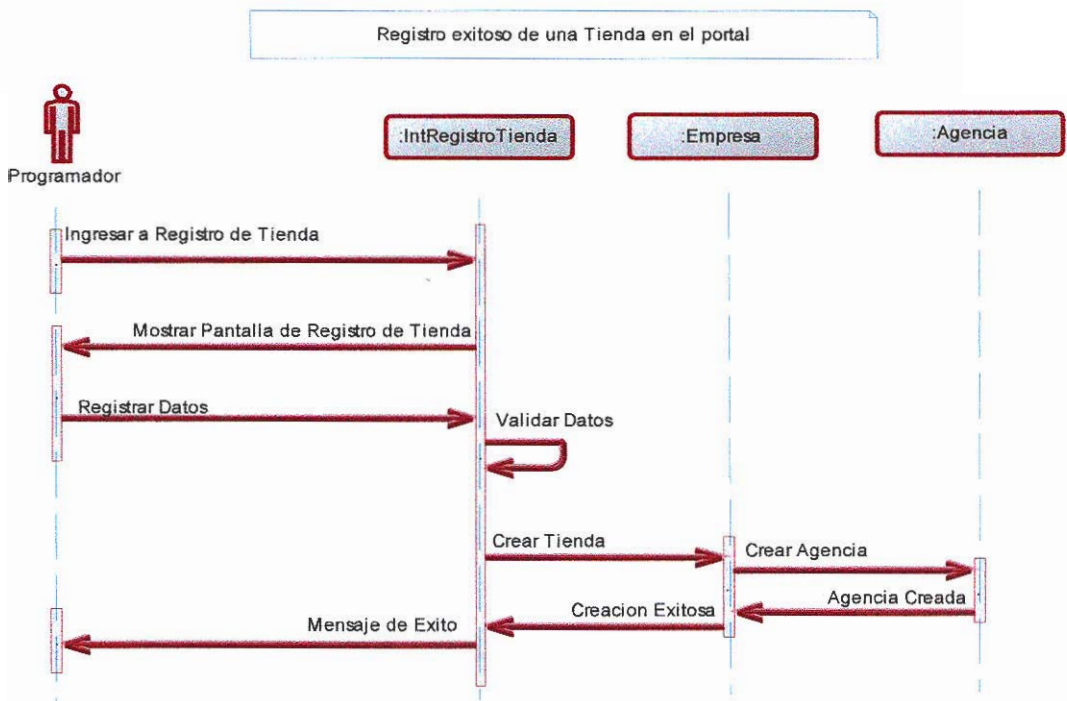 Registro exitoso de una Tienda en el portal
Programador
:IntRegistroTienda
:Empresa
:Agencia
Ingresar a Registro de Tienda
Mostrar Pantalla de Registro de Tienda
Registrar Datos
Validar Datos
Crear Tienda
Crear Agencia
Agencia Creada
Creacion Exitosa
Mensaje de Exito